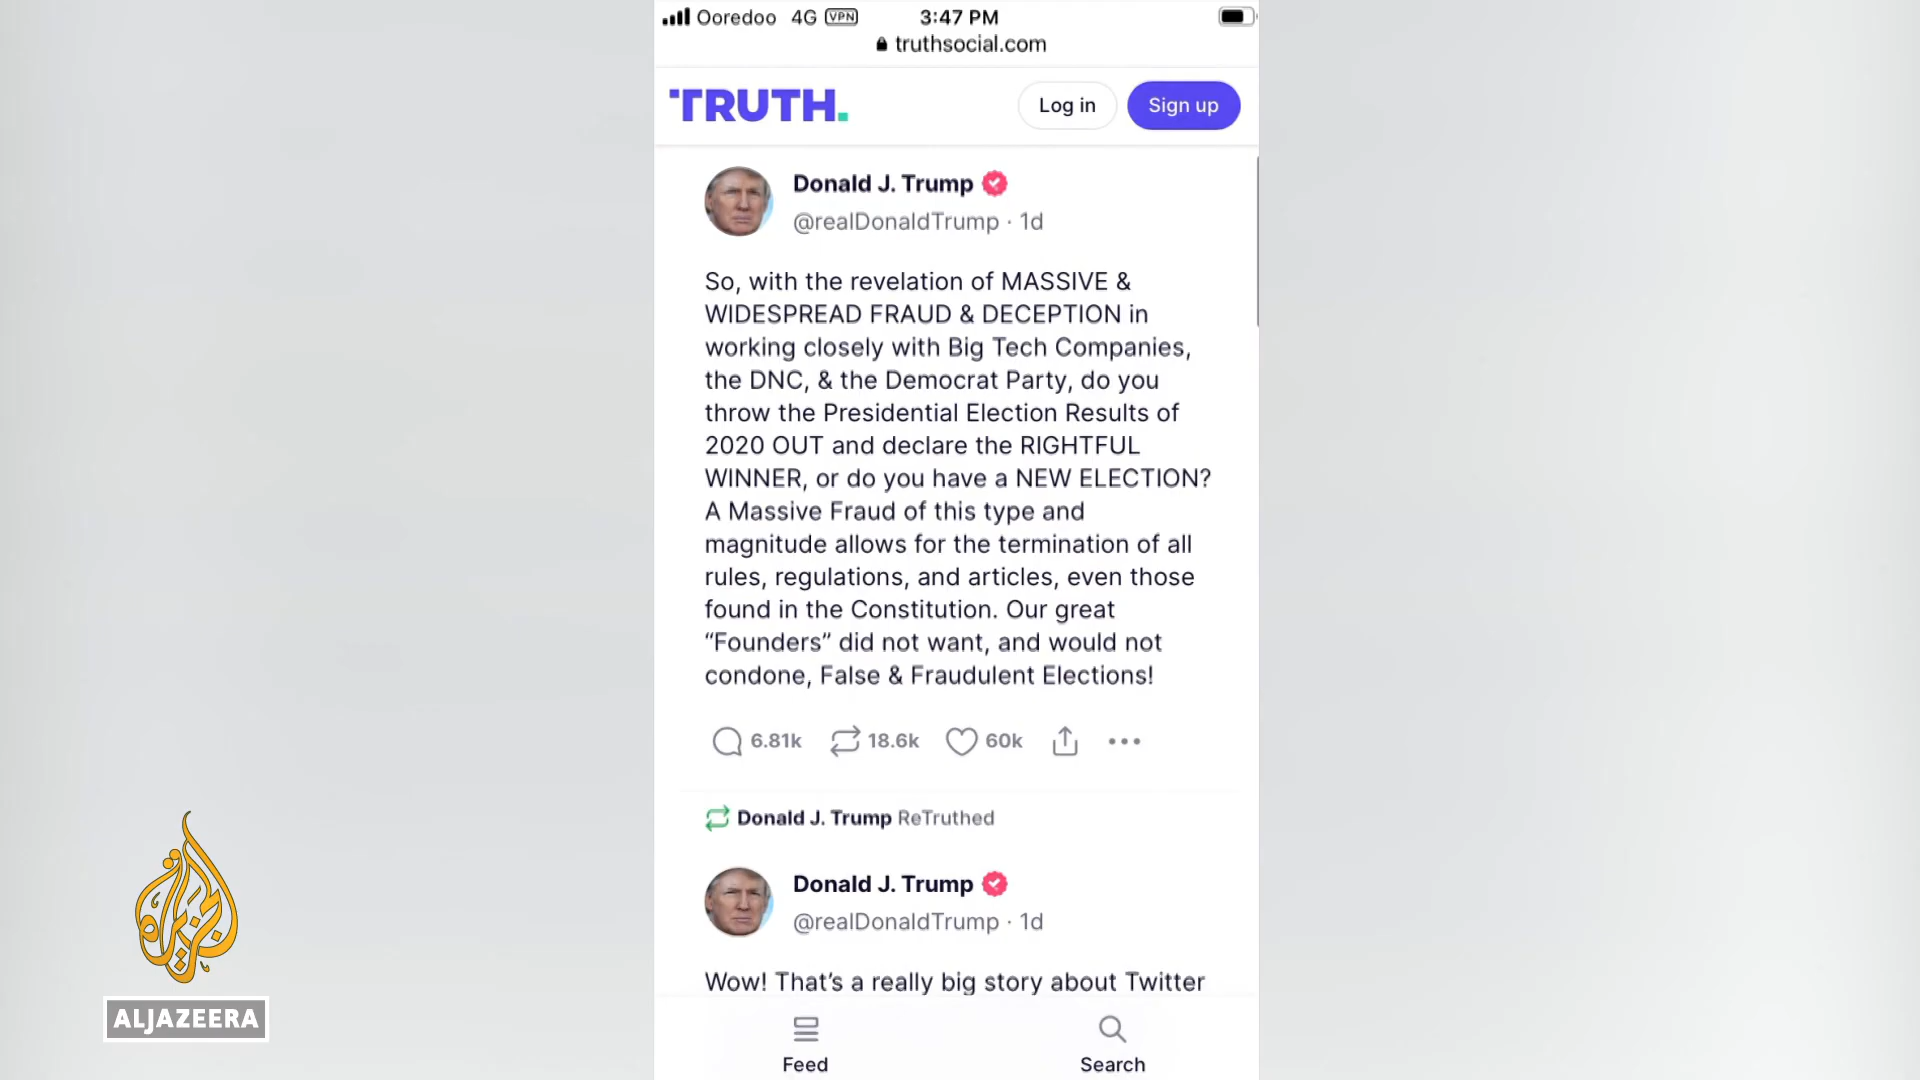 Ooredoo 4G VPN 3:47 PM
truthsocial.com
TRUTH. Log in Sign up
Donald J. Trump
@realDonaldTrump · 1d
So, with the revelation of MASSIVE &
WIDESPREAD FRAUD & DECEPTION in
working closely with Big Tech Companies,
the DNC, & the Democrat Party, do you
throw the Presidential Election Results of
2020 OUT and declare the RIGHTFUL
WINNER, or do you have a NEW ELECTION?
A Massive Fraud of this type and
magnitude allows for the termination of all
rules, regulations, and articles, even those
found in the Constitution. Our great
“Founders” did not want, and would not
condone, False & Fraudulent Elections!
6.81k 18.6k 60k
Donald J. Trump ReTruthed
Donald J. Trump
@realDonaldTrump · 1d
Wow! That’s a really big story about Twitter
Feed Search
الجزيرة
ALJAZEERA